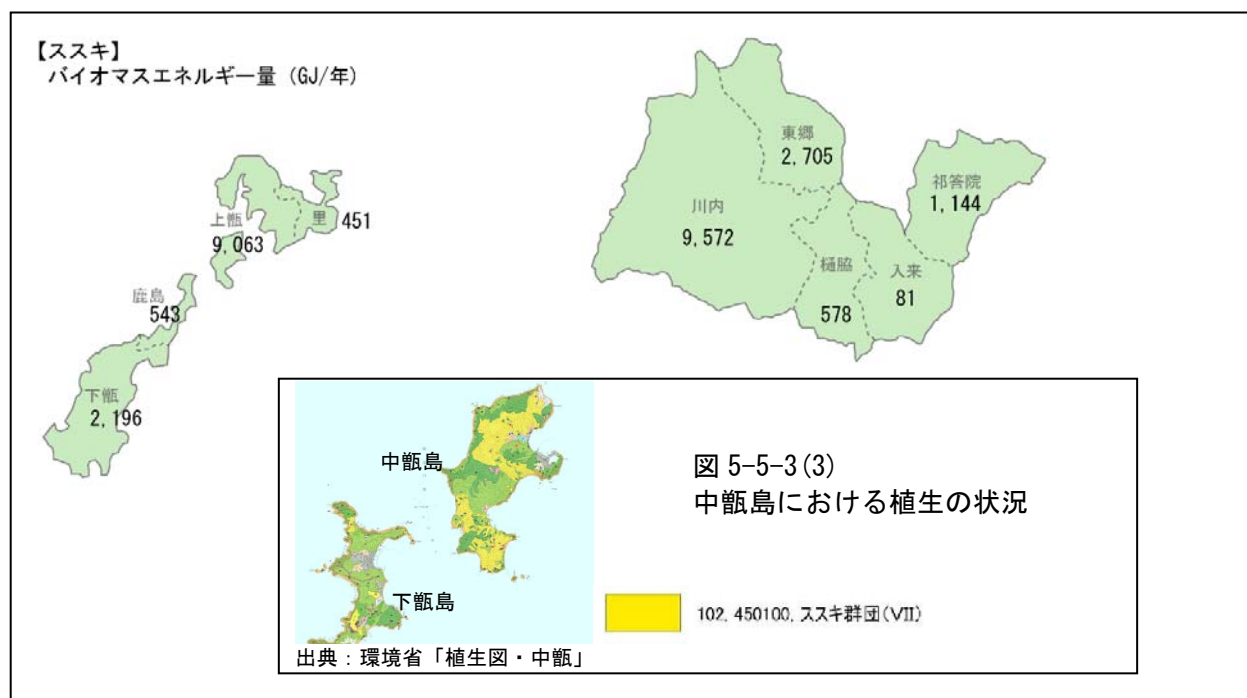 【ススキ】
バイオマスエネルギー量（GJ/年）
東郷
2,705
祁答院
1,144
川内
9,572
樋脇
578
入来
81
上甑
9,063
里
451
鹿島
543
下甑
2,196
中甑島
下甑島
図 5-5-3(3)
中甑島における植生の状況
102, 450100, ススキ群団(VII)
出典：環境省「植生図・中甑」